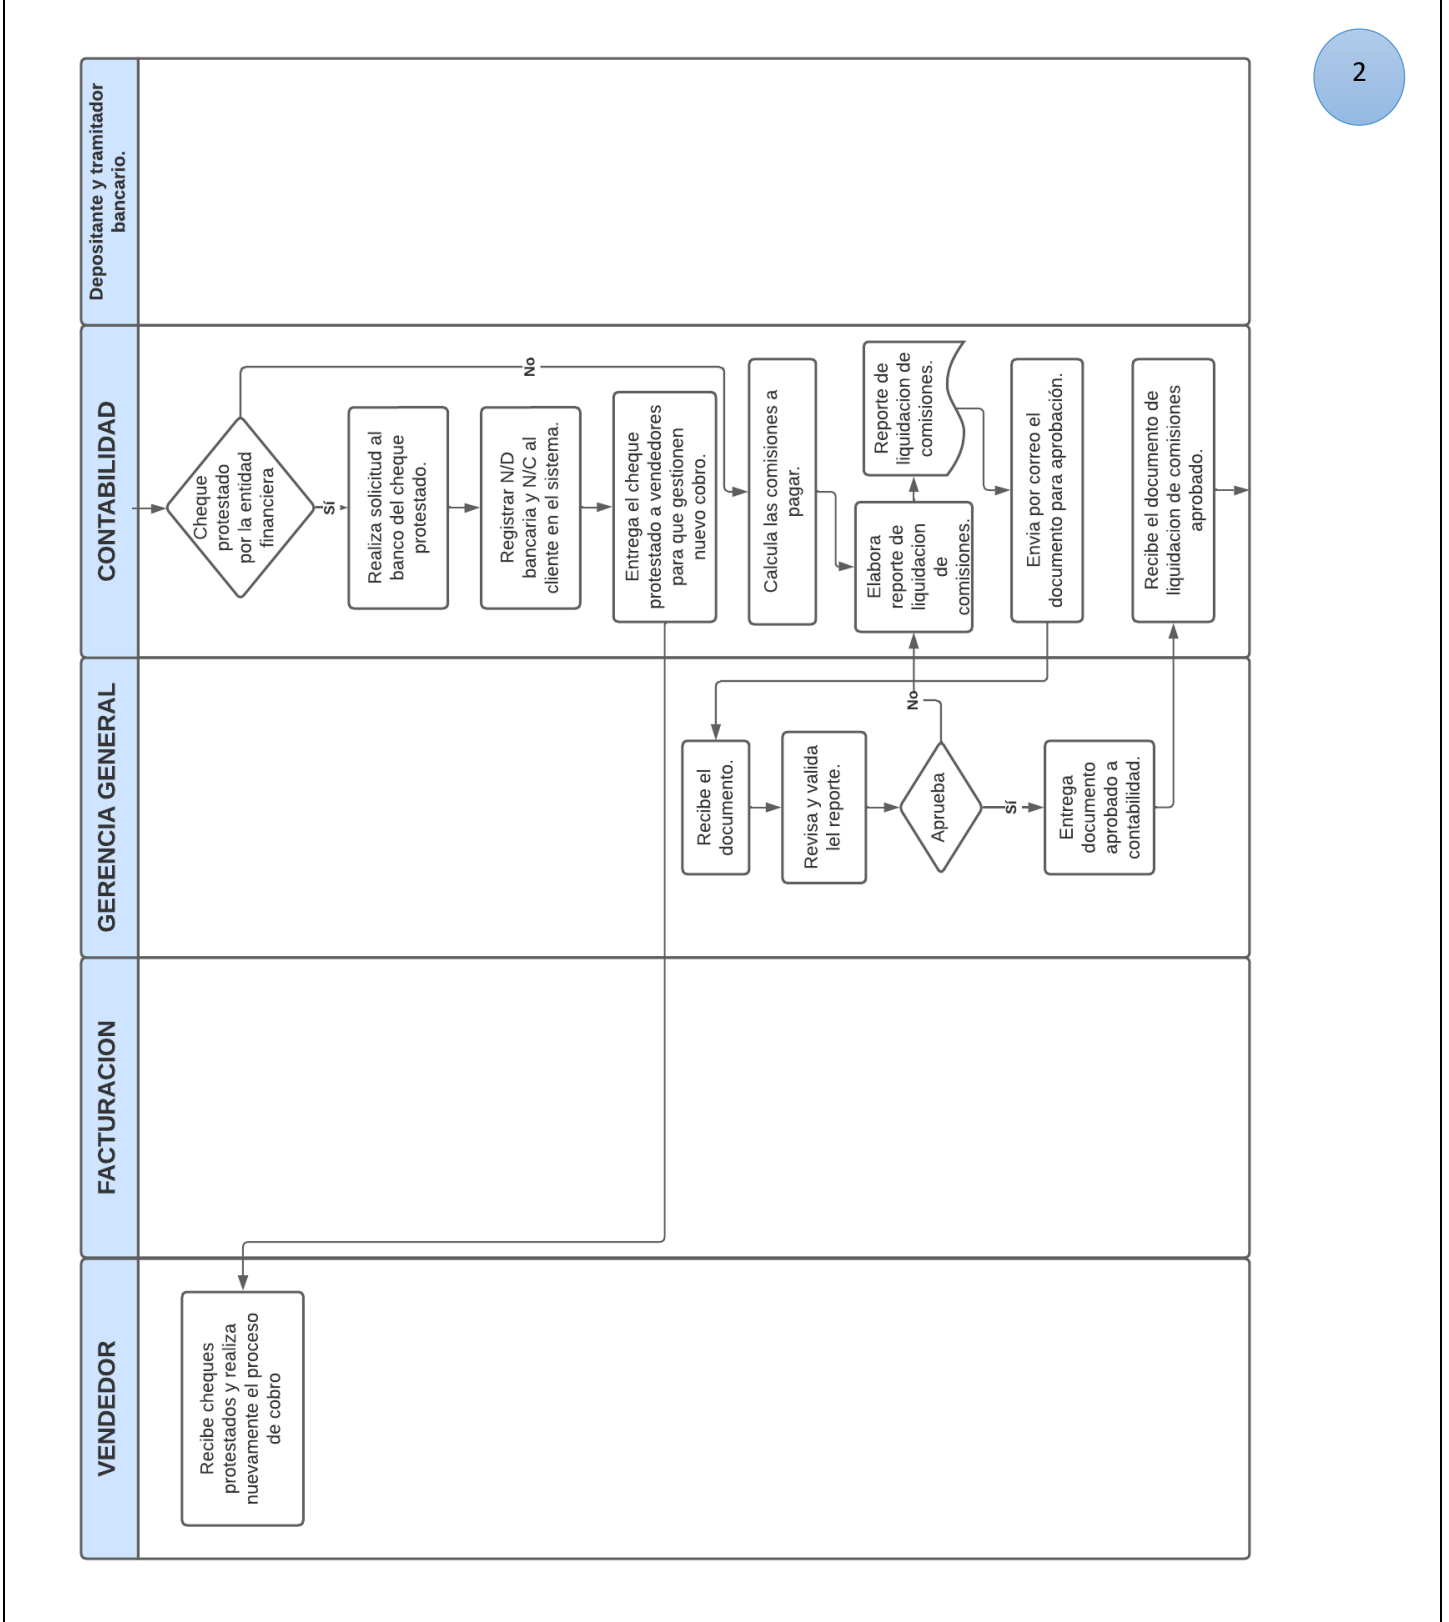 2
VENDEDOR
FACTURACION
GERENCIA GENERAL
CONTABILIDAD
Depositante y tramitador
bancario.
Cheque
protestado
por la entidad
financiera
Sí
No
Realiza solicitud al
banco del cheque
protestado.
Registrar N/D
bancaria y N/C al
cliente en el sistema.
Entrega el cheque
protestado a vendedores
para que gestionen
nuevo cobro.
Recibe cheques
protestados y realiza
nuevamente el proceso
de cobro
Calcula las comisiones a
pagar.
Elabora
reporte de
liquidacion
de
comisiones.
Reporte de
liquidacion de
comisiones.
Envia por correo el
documento para aprobación.
Recibe el
documento.
Revisa y valida
lel reporte.
Aprueba
No
Sí
Entrega
documento
aprobado a
contabilidad.
Recibe el documento de
liquidacion de comisiones
aprobado.